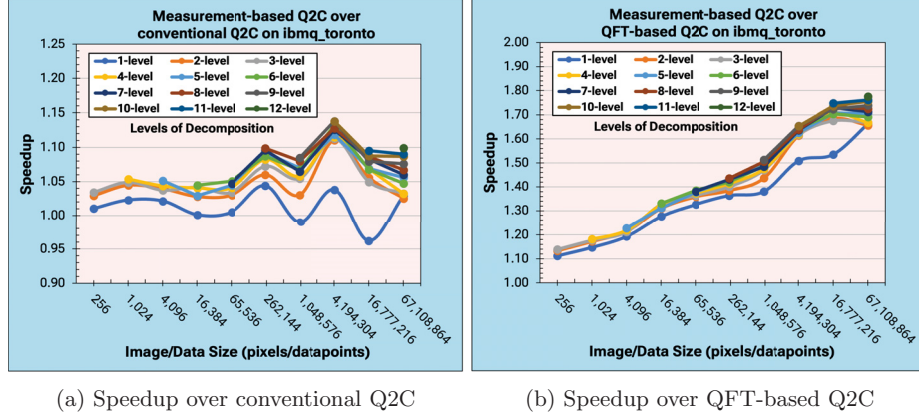 Measurement-based Q2C over
conventional Q2C on ibmq_toronto
1.25
1.20
1.15
1.10
1.05
1.00
0.95
0.90
Speedup
1-level 2-level 3-level
4-level 5-level 6-level
7-level 8-level 9-level
10-level 11-level 12-level
Levels of Decomposition
256 1,024 4,096 16,384 65,536 262,144 1,048,576 4,194,304 16,777,216 67,108,864
Image/Data Size (pixels/datapoints)
(a) Speedup over conventional Q2C
Measurement-based Q2C over
QFT-based Q2C on ibmq_toronto
2.00
1.90
1.80
1.70
1.60
1.50
1.40
1.30
1.20
1.10
1.00
Speedup
1-level 2-level 3-level
4-level 5-level 6-level
7-level 8-level 9-level
10-level 11-level 12-level
Levels of Decomposition
256 1,024 4,096 16,384 65,536 262,144 1,048,576 4,194,304 16,777,216 67,108,864
Image/Data Size (pixels/datapoints)
(b) Speedup over QFT-based Q2C